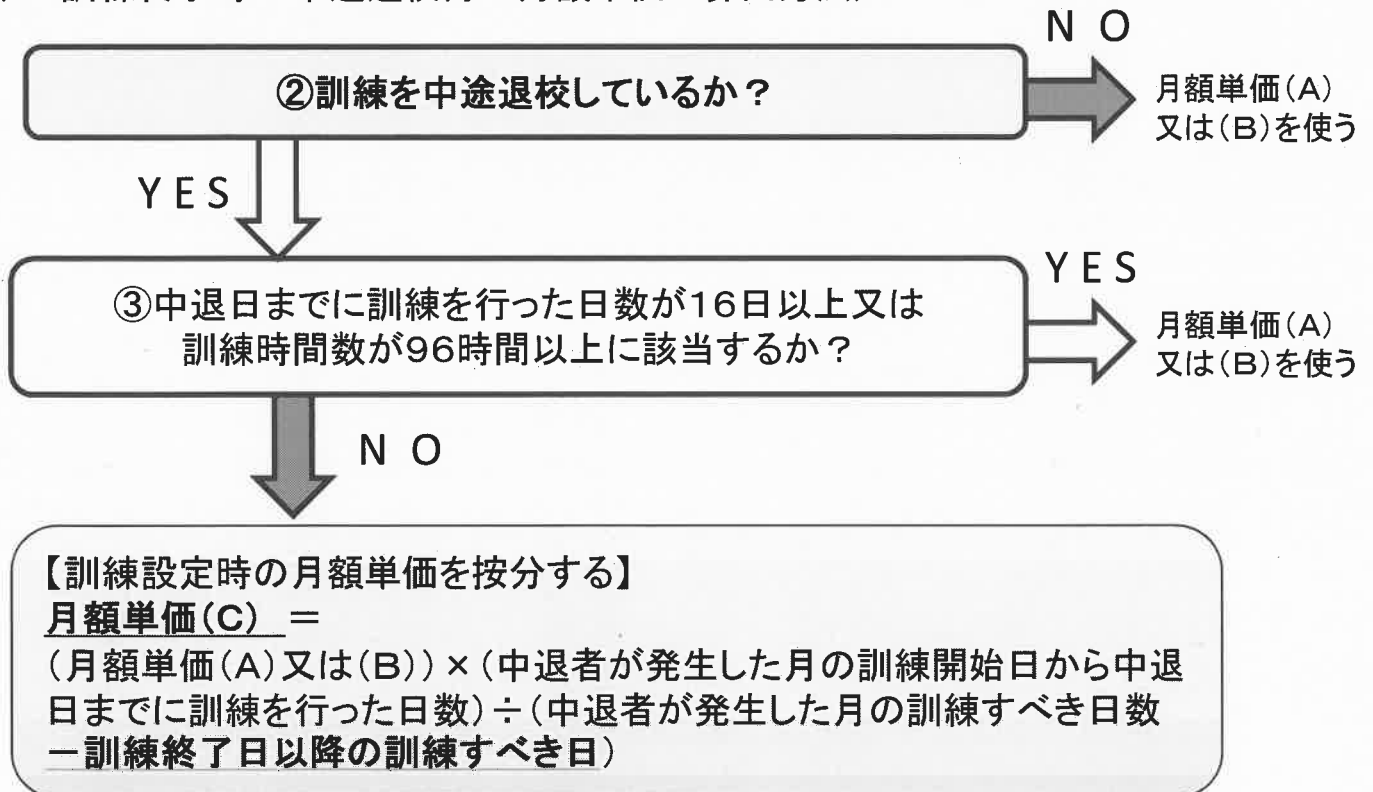 N O
②訓練を中途退校しているか？
月額単価(A)
又は(B)を使う
YES
③中退日までに訓練を行った日数が16日以上又は
訓練時間数が96時間以上に該当するか？
YES
月額単価(A)
又は(B)を使う
N O
【訓練設定時の月額単価を按分する】
月額単価(C) ＝
(月額単価(A)又は(B))×(中退者が発生した月の訓練開始日から中退
日までに訓練を行った日数)÷(中退者が発生した月の訓練すべき日数
－訓練終了日以降の訓練すべき日)